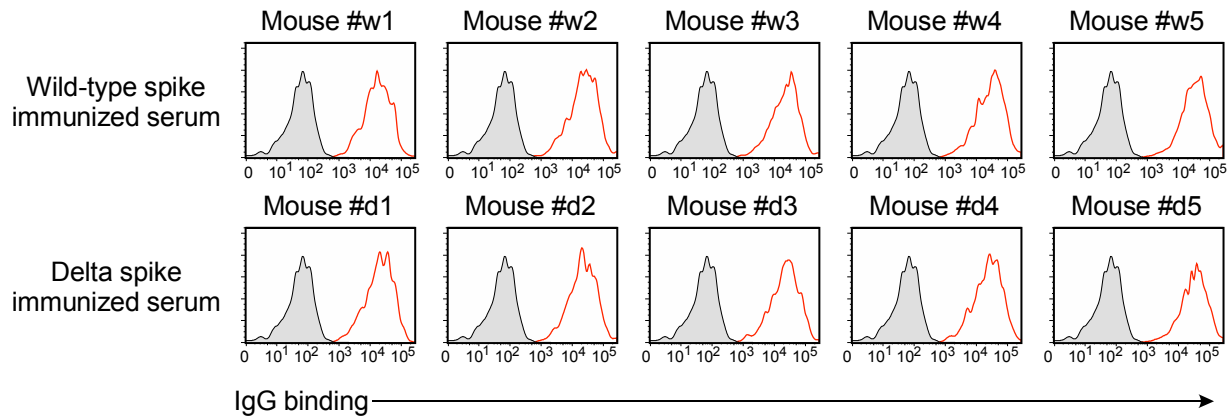 Mouse #w1 Mouse #w2 Mouse #w3 Mouse #w4 Mouse #w5
Wild-type spike
immunized serum
0 10¹ 10² 10³ 10⁴ 10⁵ 0 10¹ 10² 10³ 10⁴ 10⁵ 0 10¹ 10² 10³ 10⁴ 10⁵ 0 10¹ 10² 10³ 10⁴ 10⁵ 0 10¹ 10² 10³ 10⁴ 10⁵
Mouse #d1 Mouse #d2 Mouse #d3 Mouse #d4 Mouse #d5
Delta spike
immunized serum
0 10¹ 10² 10³ 10⁴ 10⁵ 0 10¹ 10² 10³ 10⁴ 10⁵ 0 10¹ 10² 10³ 10⁴ 10⁵ 0 10¹ 10² 10³ 10⁴ 10⁵ 0 10¹ 10² 10³ 10⁴ 10⁵
IgG binding